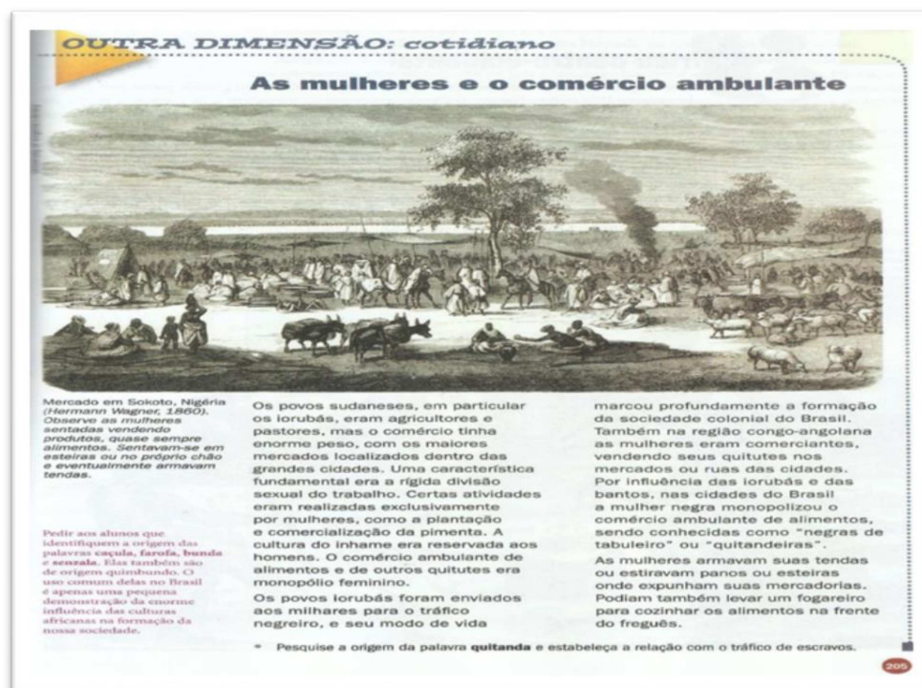 OUTRA DIMENSÃO: cotidiano
As mulheres e o comércio ambulante
Mercado em Sokoto, Nigéria
(Hermann Wagner, 1860).
Observe as mulheres
sentadas vendendo
produtos, quase sempre
alimentos. Sentavam-se em
esteiras ou no próprio chão
e eventualmente armavam
tendas.
Pedir aos alunos que
identifiquem a origem das
palavras caçula, farofa, bunda
e senzala. Elas também são
de origem quimbundo. O
uso comum delas no Brasil
é apenas uma pequena
demonstração da enorme
influência das culturas
africanas na formação da
nossa sociedade.
Os povos sudaneses, em particular
os iorubás, eram agricultores e
pastores, mas o comércio tinha
enorme peso, com os maiores
mercados localizados dentro das
grandes cidades. Uma característica
fundamental era a rígida divisão
sexual do trabalho. Certas atividades
eram realizadas exclusivamente
por mulheres, como a plantação
e comercialização da pimenta. A
cultura do inhame era reservada aos
homens. O comércio ambulante de
alimentos e de outros quitutes era
monopólio feminino.
Os povos iorubás foram enviados
aos milhares para o tráfico
negreiro, e seu modo de vida
marcou profundamente a formação
da sociedade colonial do Brasil.
Também na região congo-angolana
as mulheres eram comerciantes,
vendendo seus quitutes nos
mercados ou ruas das cidades.
Por influência das iorubás e das
bantos, nas cidades do Brasil
a mulher negra monopolizou o
comércio ambulante de alimentos,
sendo conhecidas como "negras de
tabuleiro" ou "quitandeiras".
As mulheres armavam suas tendas
ou estiravam panos ou esteiras
onde expunham suas mercadorias.
Podiam também levar um fogareiro
para cozinhar os alimentos na frente
do freguês.
• Pesquise a origem da palavra quitanda e estabeleça a relação com o tráfico de escravos.
205